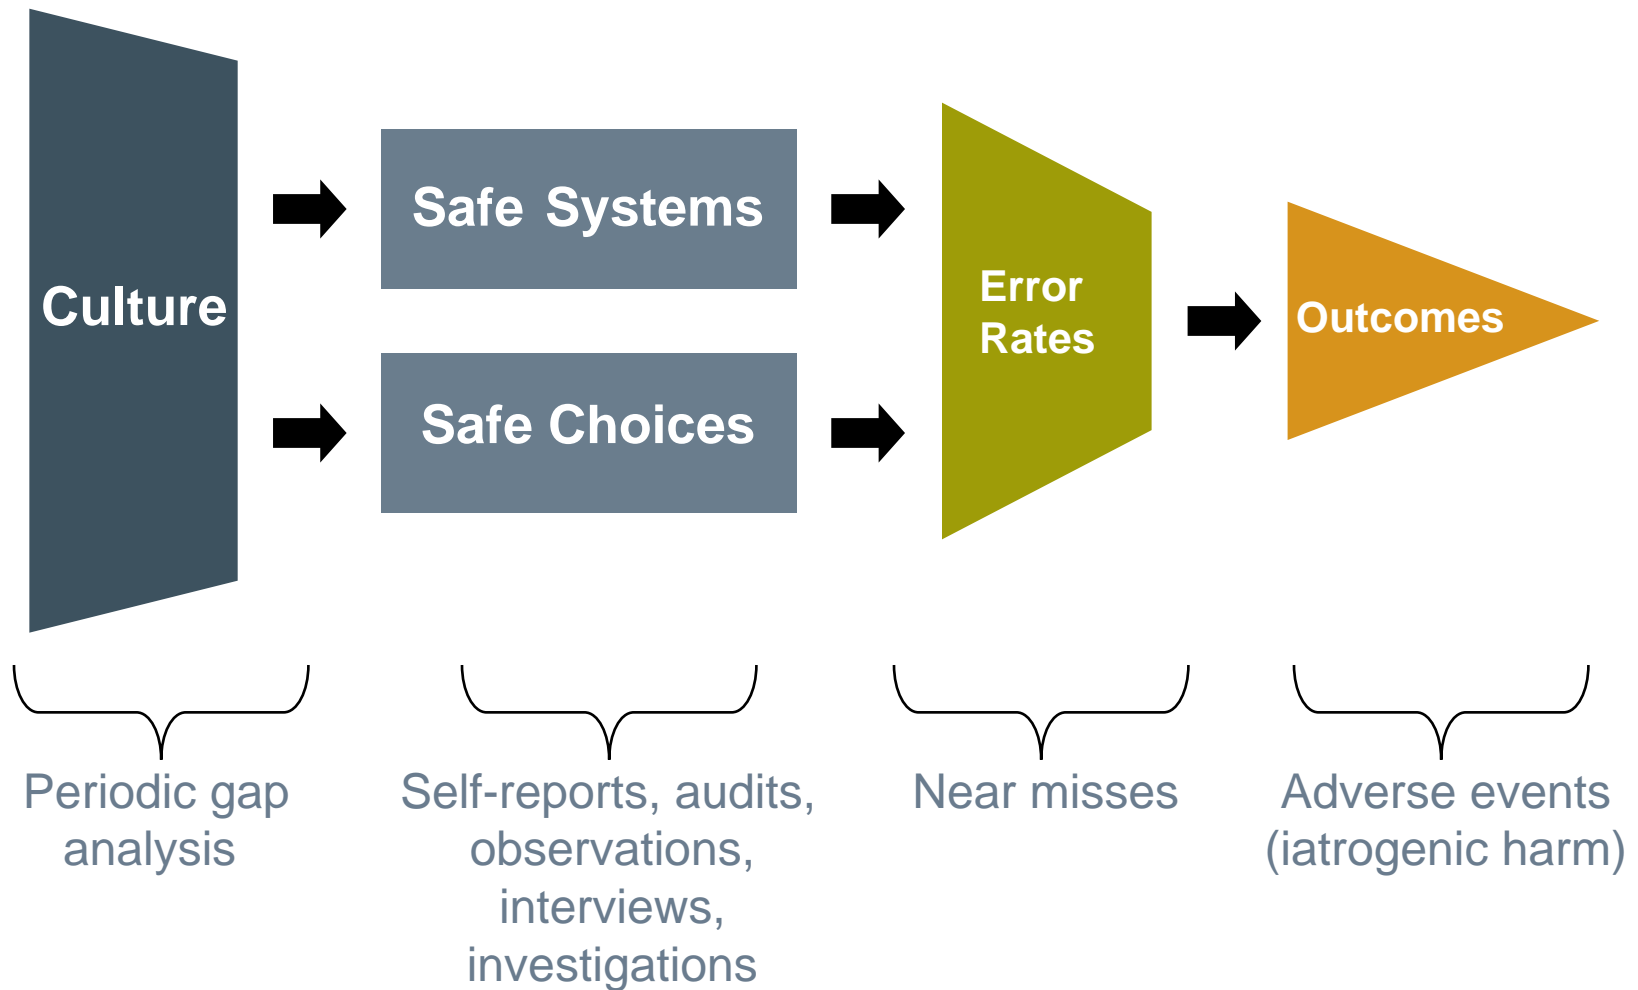 Culture
Safe Systems
Safe Choices
Error
Rates
Outcomes
Periodic gap
analysis
Self-reports, audits,
observations,
interviews,
investigations
Near misses
Adverse events
(iatrogenic harm)